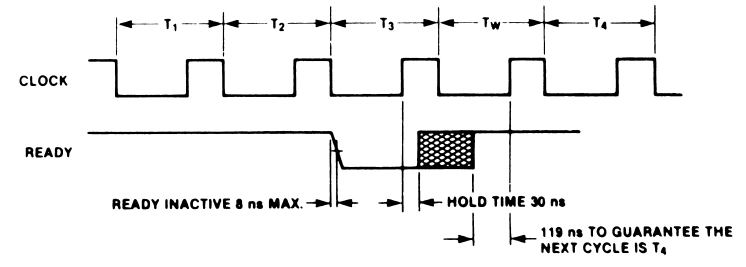 T1 T2 T3 TW T4
CLOCK
READY
READY INACTIVE 8 ns MAX. HOLD TIME 30 ns
119 ns TO GUARANTEE THE
NEXT CYCLE IS T4